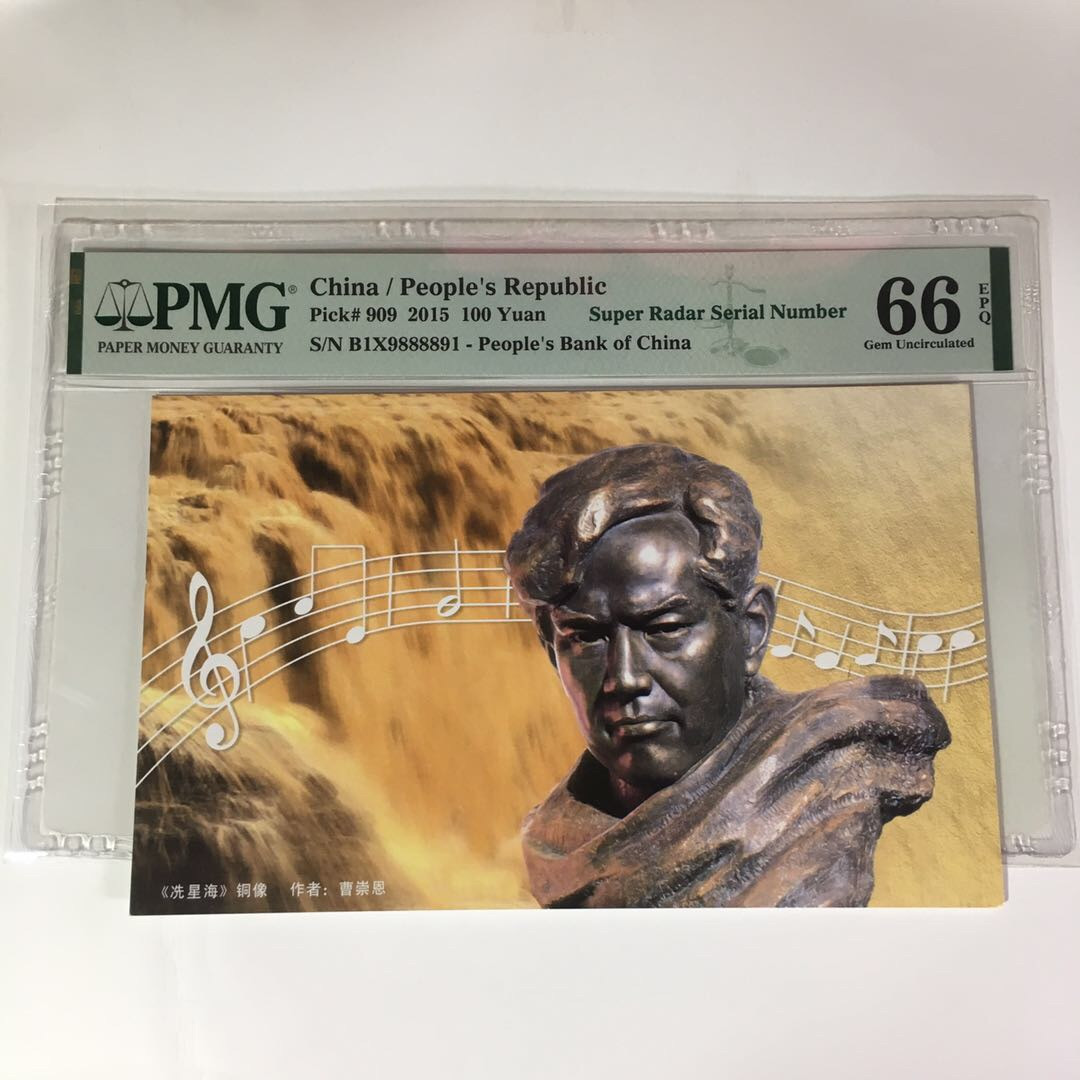 PMG®
PAPER MONEY GUARANTY
China / People's Republic
Pick# 909 2015 100 Yuan Super Radar Serial Number
S/N B1X9888891 - People's Bank of China
66 EPQ
Gem Uncirculated
《冼星海》铜像 作者：曹崇恩